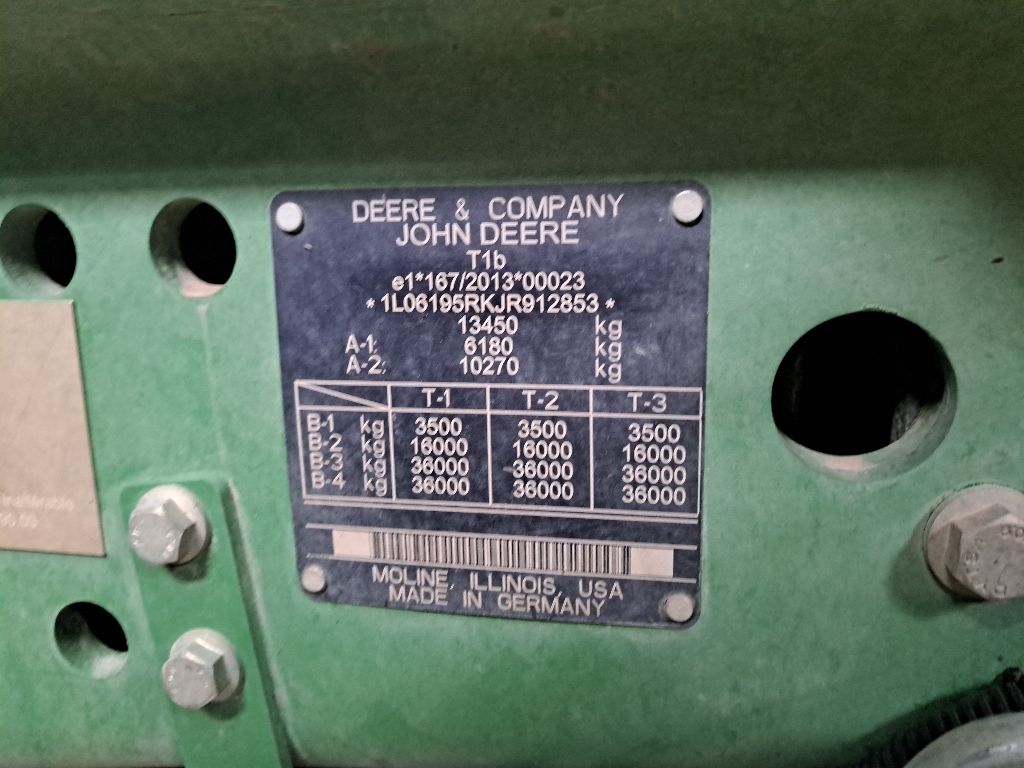 DEERE & COMPANY
JOHN DEERE
T1b
e1*167/2013*00023
* 1L06195RKJR912853 *
13450 kg
A-1: 6180 kg
A-2: 10270 kg
T-1 T-2 T-3
B-1 kg 3500 3500 3500
B-2 kg 16000 16000 16000
B-3 kg 36000 36000 36000
B-4 kg 36000 36000 36000
MOLINE, ILLINOIS, USA
MADE IN GERMANY